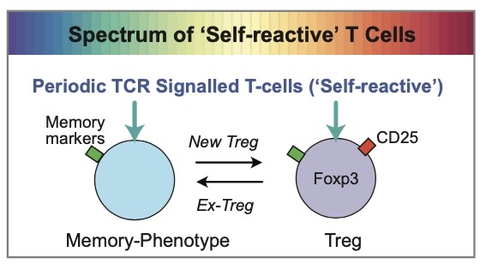 Spectrum of ‘Self-reactive’ T Cells
Periodic TCR Signalled T-cells (‘Self-reactive’)
Memory
markers
New Treg
CD25
Foxp3
Ex-Treg
Memory-Phenotype
Treg